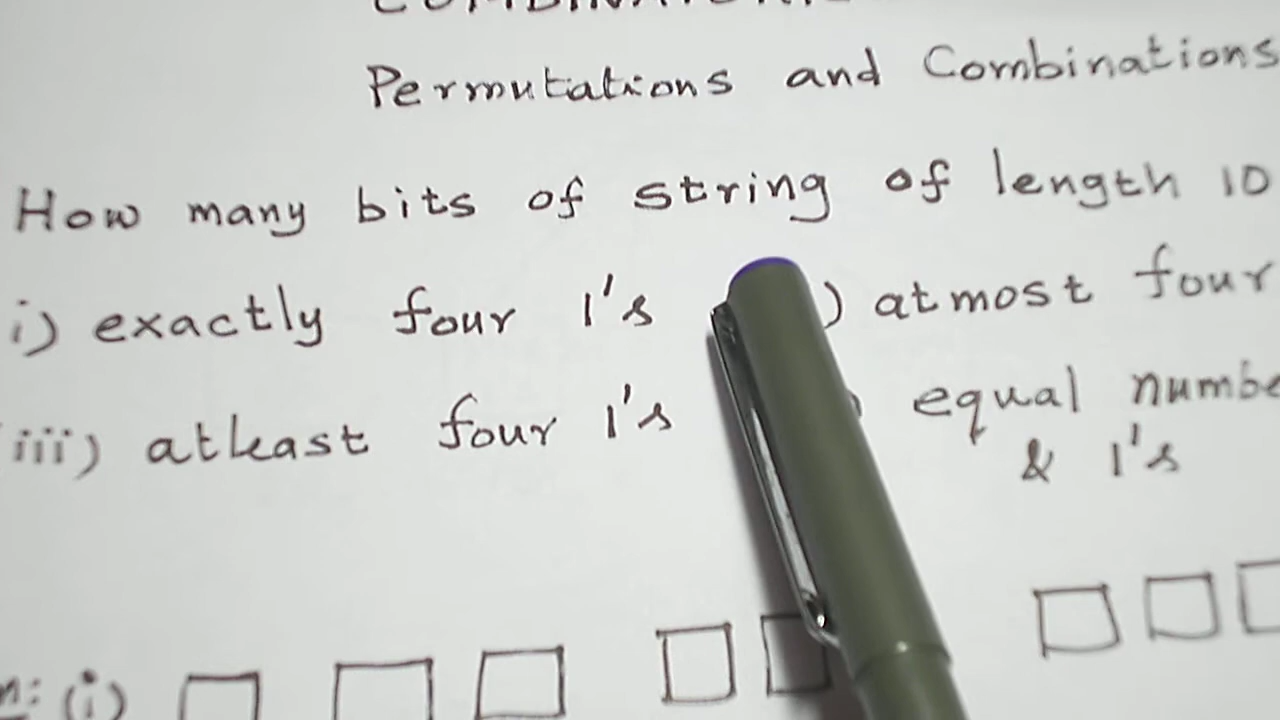 Permutations and Combinations
How many bits of string of length 10
i) exactly four 1's ) atmost four
iii) atleast four 1's ) equal numbe
& 1's
n: (i)